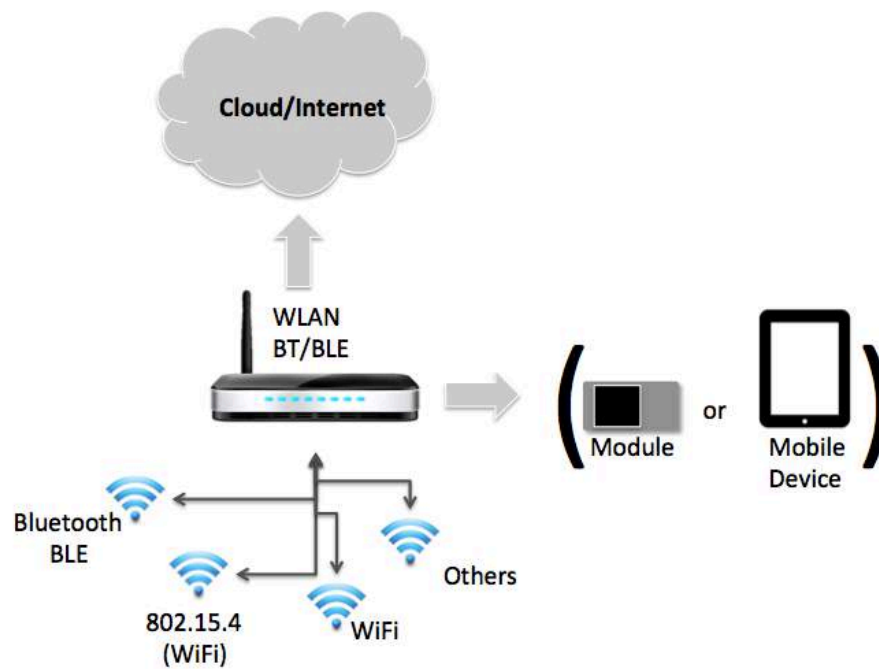 Cloud/Internet
WLAN
BT/BLE
Module
or
Mobile
Device
Bluetooth
BLE
802.15.4
(WiFi)
WiFi
Others